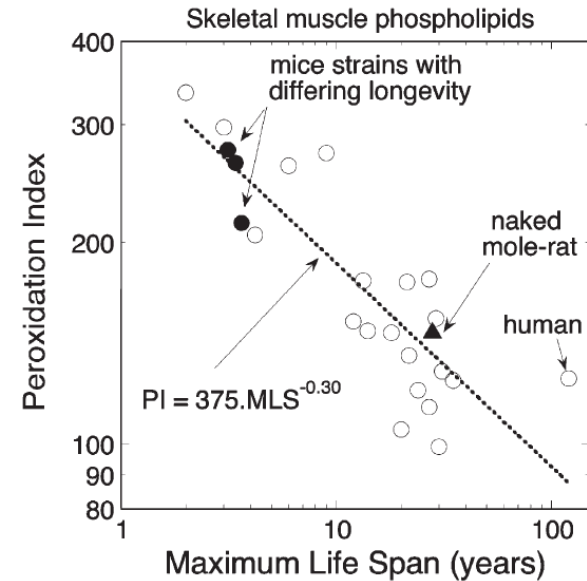 Skeletal muscle phospholipids
400
300
200
100
90
80
Peroxidation Index
mice strains with
differing longevity
naked
mole-rat
human
PI = 375.MLS-0.30
1
10
100
Maximum Life Span (years)